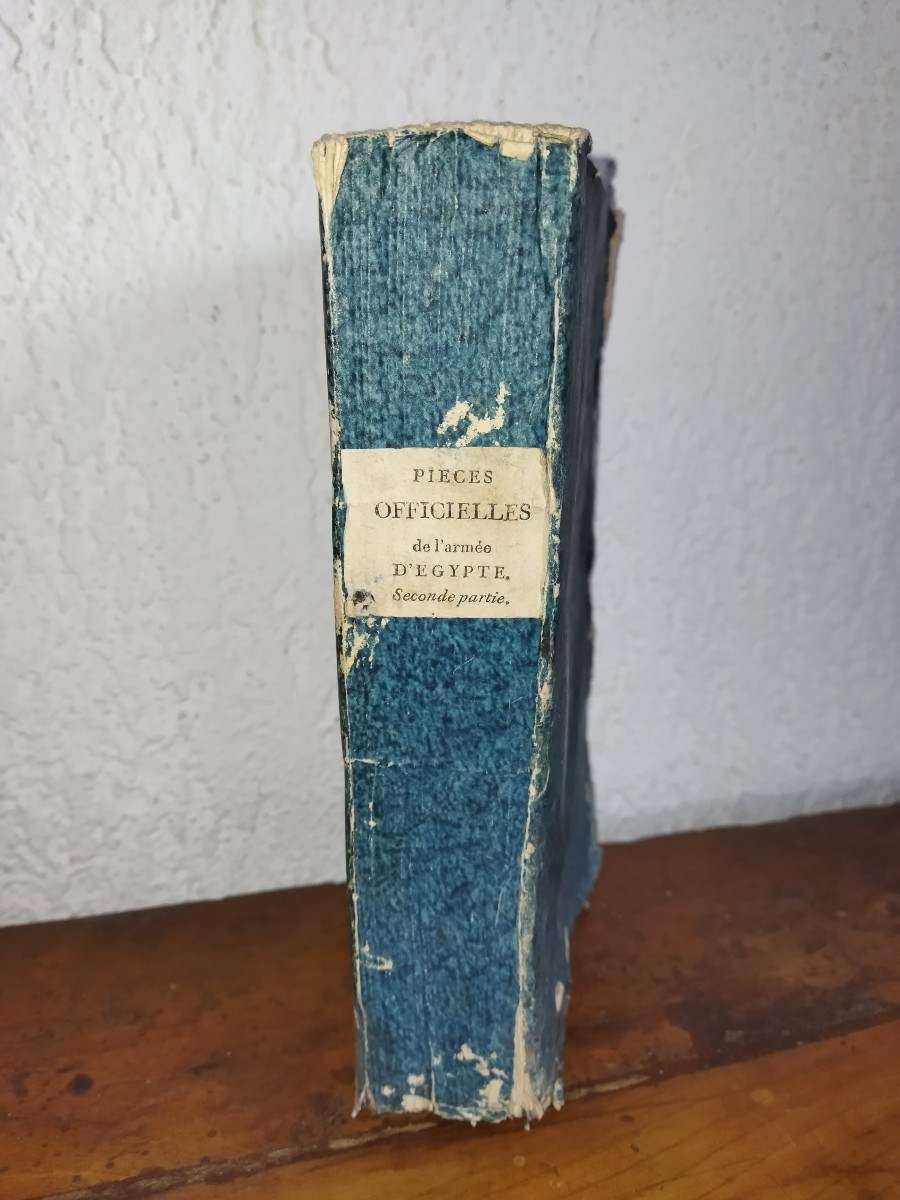 PIECES
OFFICIELLES
de l'armée
D'EGYPTE.
Seconde partie.